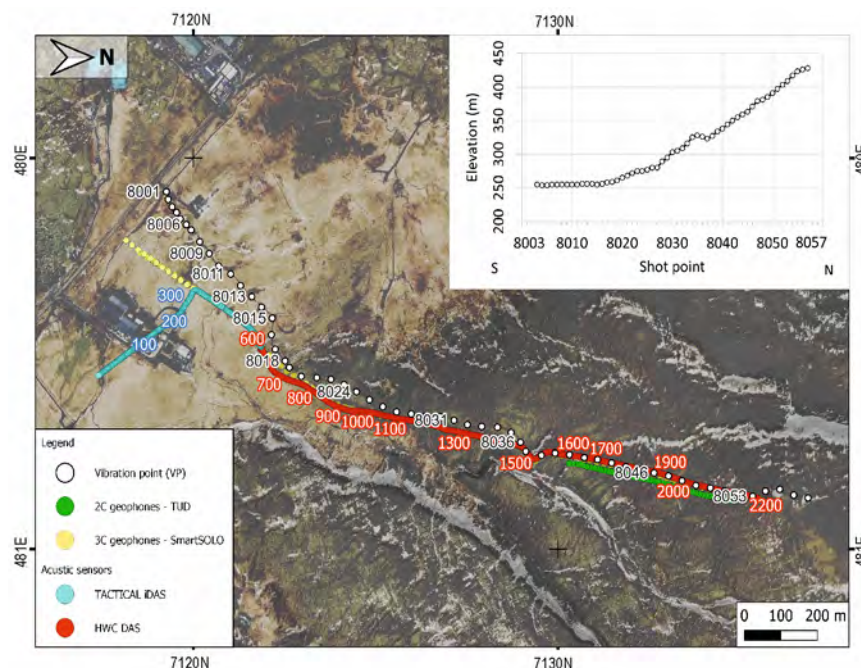 7120N
7130N
N
480E
480E
450
400
350
300
250
200
Elevation (m)
8003
8010
8020
8030
8040
8050
8057
S
Shot point
N
8001
8006
8009
8011
8013
8015
8018
8024
8031
8036
8046
8053
300
200
100
600
700
800
900
1000
1100
1300
1500
1600
1700
1900
2000
2200
481E
481E
Legend
Vibration point (VP)
2C geophones - TUD
3C geophones - SmartSOLO
Acustic sensors
TACTICAL iDAS
HWC DAS
0
100
200 m
7120N
7130N